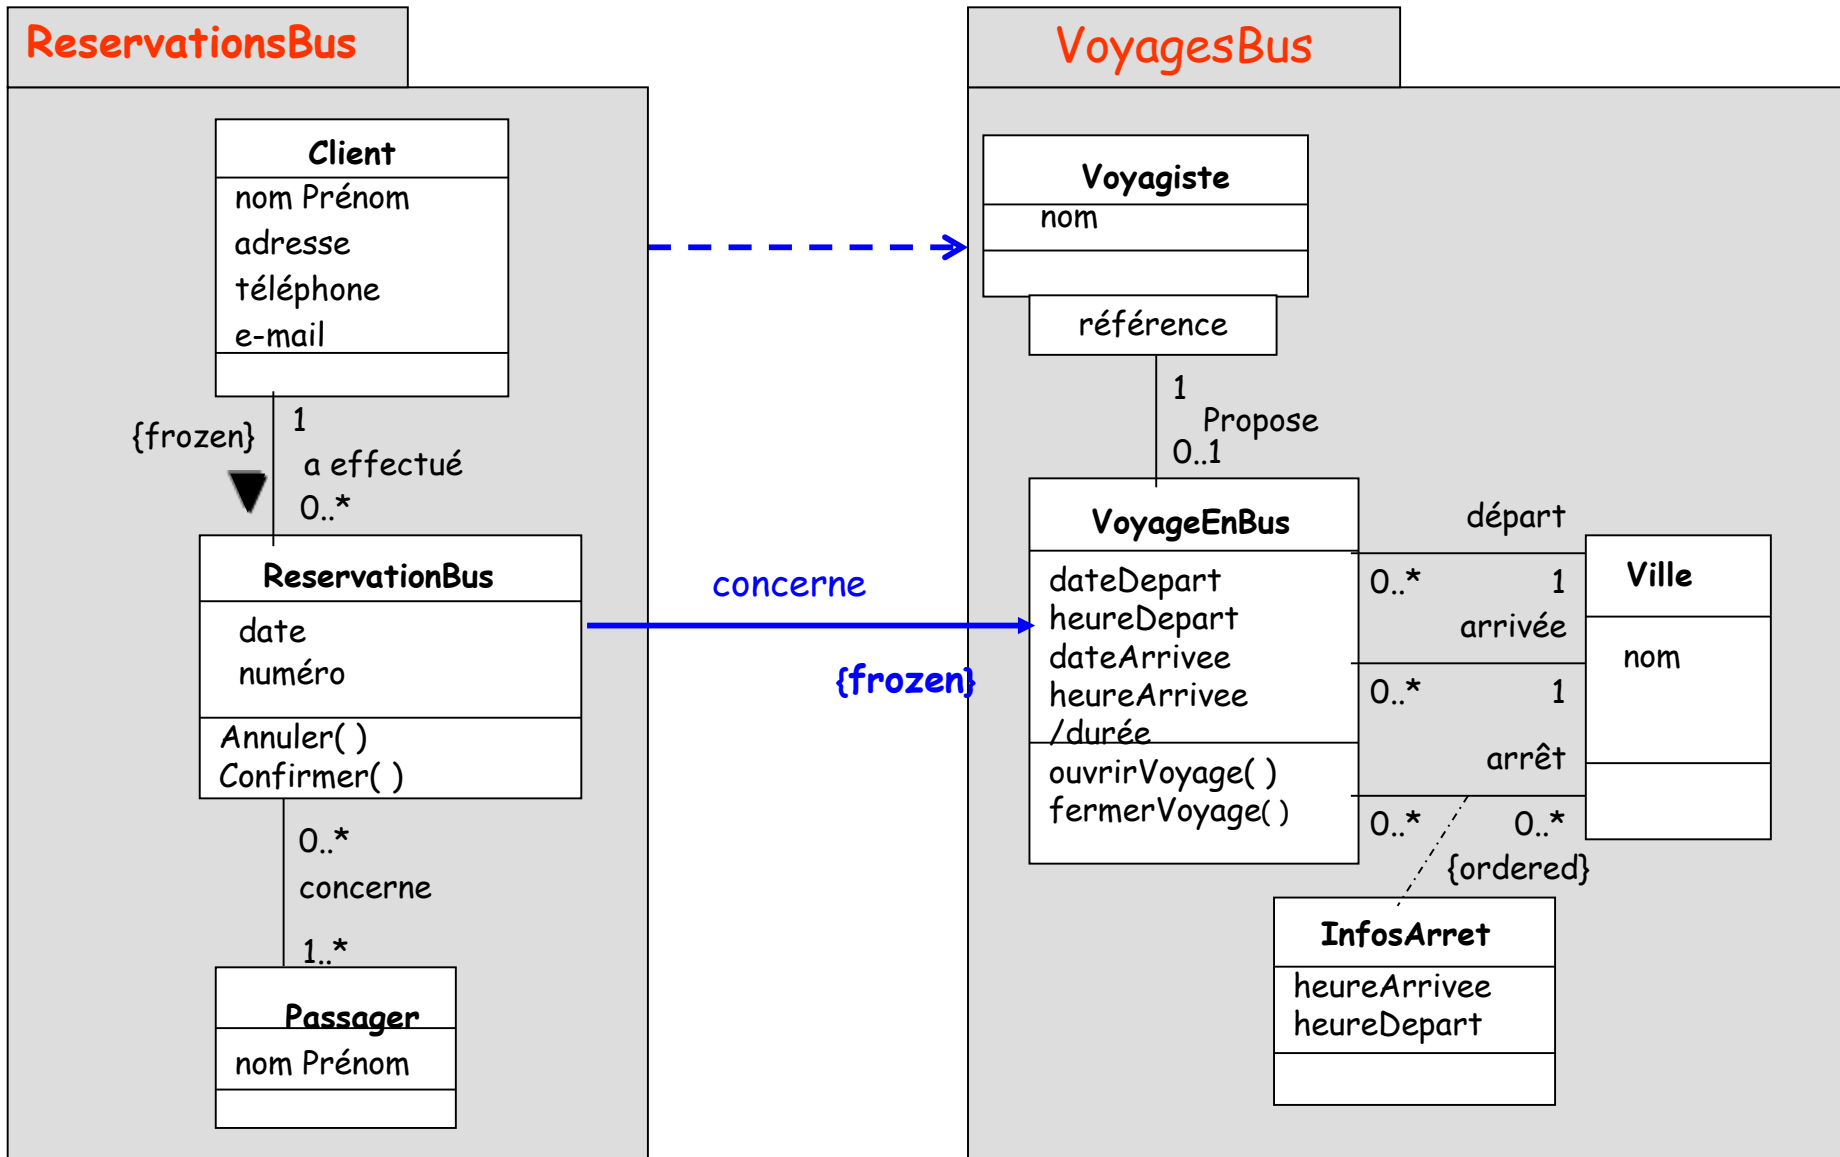 ReservationsBus
Client
nom Prénom
adresse
téléphone
e-mail
{frozen}
1
a effectué
0..*
ReservationBus
date
numéro
Annuler( )
Confirmer( )
0..*
concerne
1..*
Passager
nom Prénom
concerne
{frozen}
VoyagesBus
Voyagiste
nom
référence
1
Propose
0..1
VoyageEnBus
dateDepart
heureDepart
dateArrivee
heureArrivee
/durée
ouvrirVoyage( )
fermerVoyage( )
départ
0..* 1
arrivée
0..* 1
arrêt
0..* 0..*
{ordered}
Ville
nom
InfosArret
heureArrivee
heureDepart